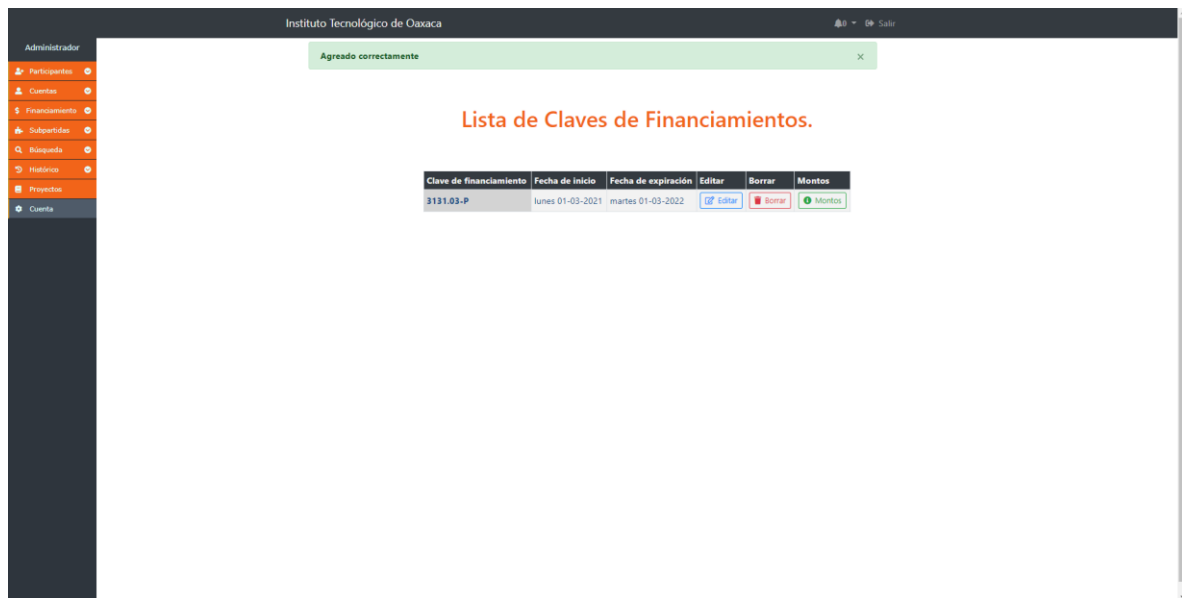 Instituto Tecnológico de Oaxaca
0 Salir
Administrador
Participantes
Cuentas
Financiamiento
Subpartidas
Búsqueda
Histórico
Proyectos
Cuenta
Agreado correctamente ×
Lista de Claves de Financiamientos.
Clave de financiamiento Fecha de inicio Fecha de expiración Editar Borrar Montos
3131.03-P lunes 01-03-2021 martes 01-03-2022 Editar Borrar Montos